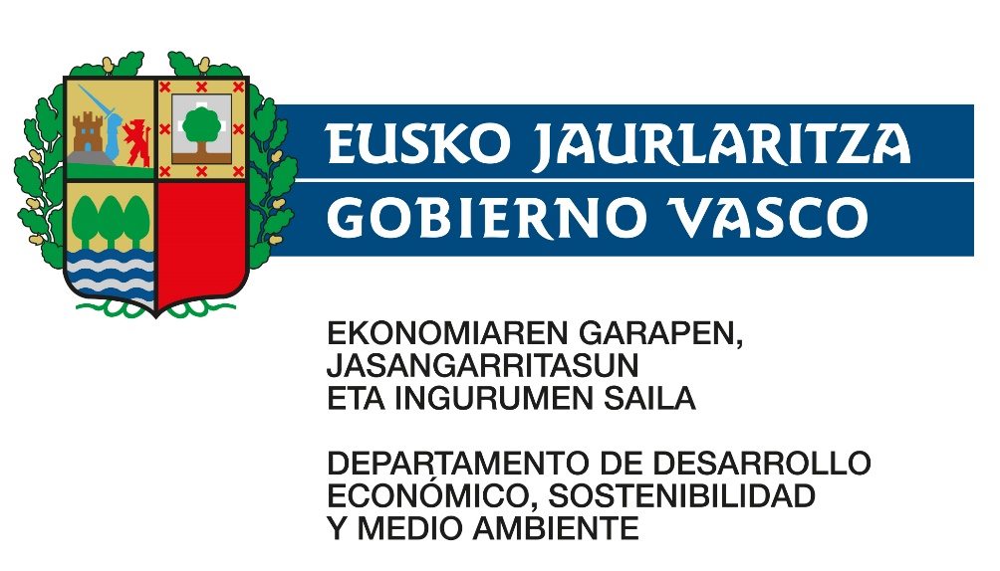 EUSKO JAURLARITZA
GOBIERNO VASCO
EKONOMIAREN GARAPEN,
JASANGARRITASUN
ETA INGURUMEN SAILA
DEPARTAMENTO DE DESARROLLO
ECONÓMICO, SOSTENIBILIDAD
Y MEDIO AMBIENTE